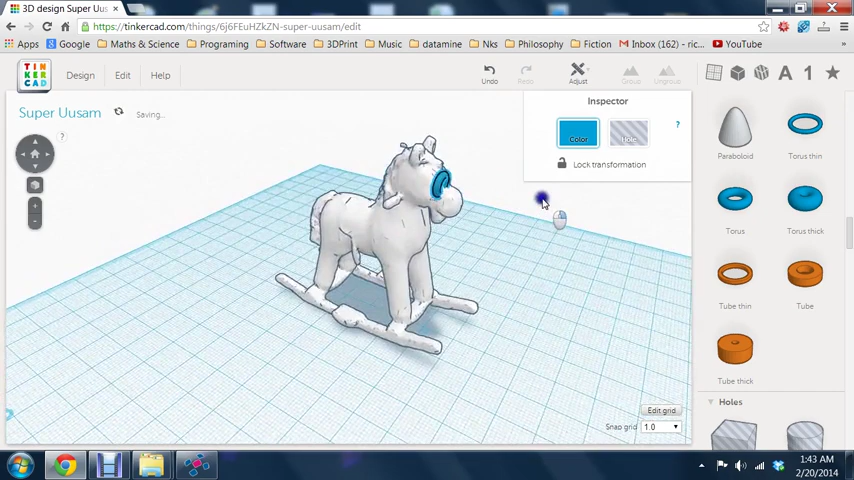 3D design Super Uus
https://tinkercad.com/things/6j6FEuHZkZN-super-uusam/edit
Apps Google Maths & Science Programing Software 3DPrint Music datamine Nks Philosophy Fiction Inbox (162) - ric... YouTube
TIN
KER
CAD
Design Edit Help
Undo Redo Adjust Group Ungroup
Super Uusam
Saving...
?
Inspector
Color
Hole
?
Lock transformation
Paraboloid
Torus thin
Torus
Torus thick
Tube thin
Tube
Tube thick
Holes
Edit grid
Snap grid 1.0
1:43 AM
2/20/2014